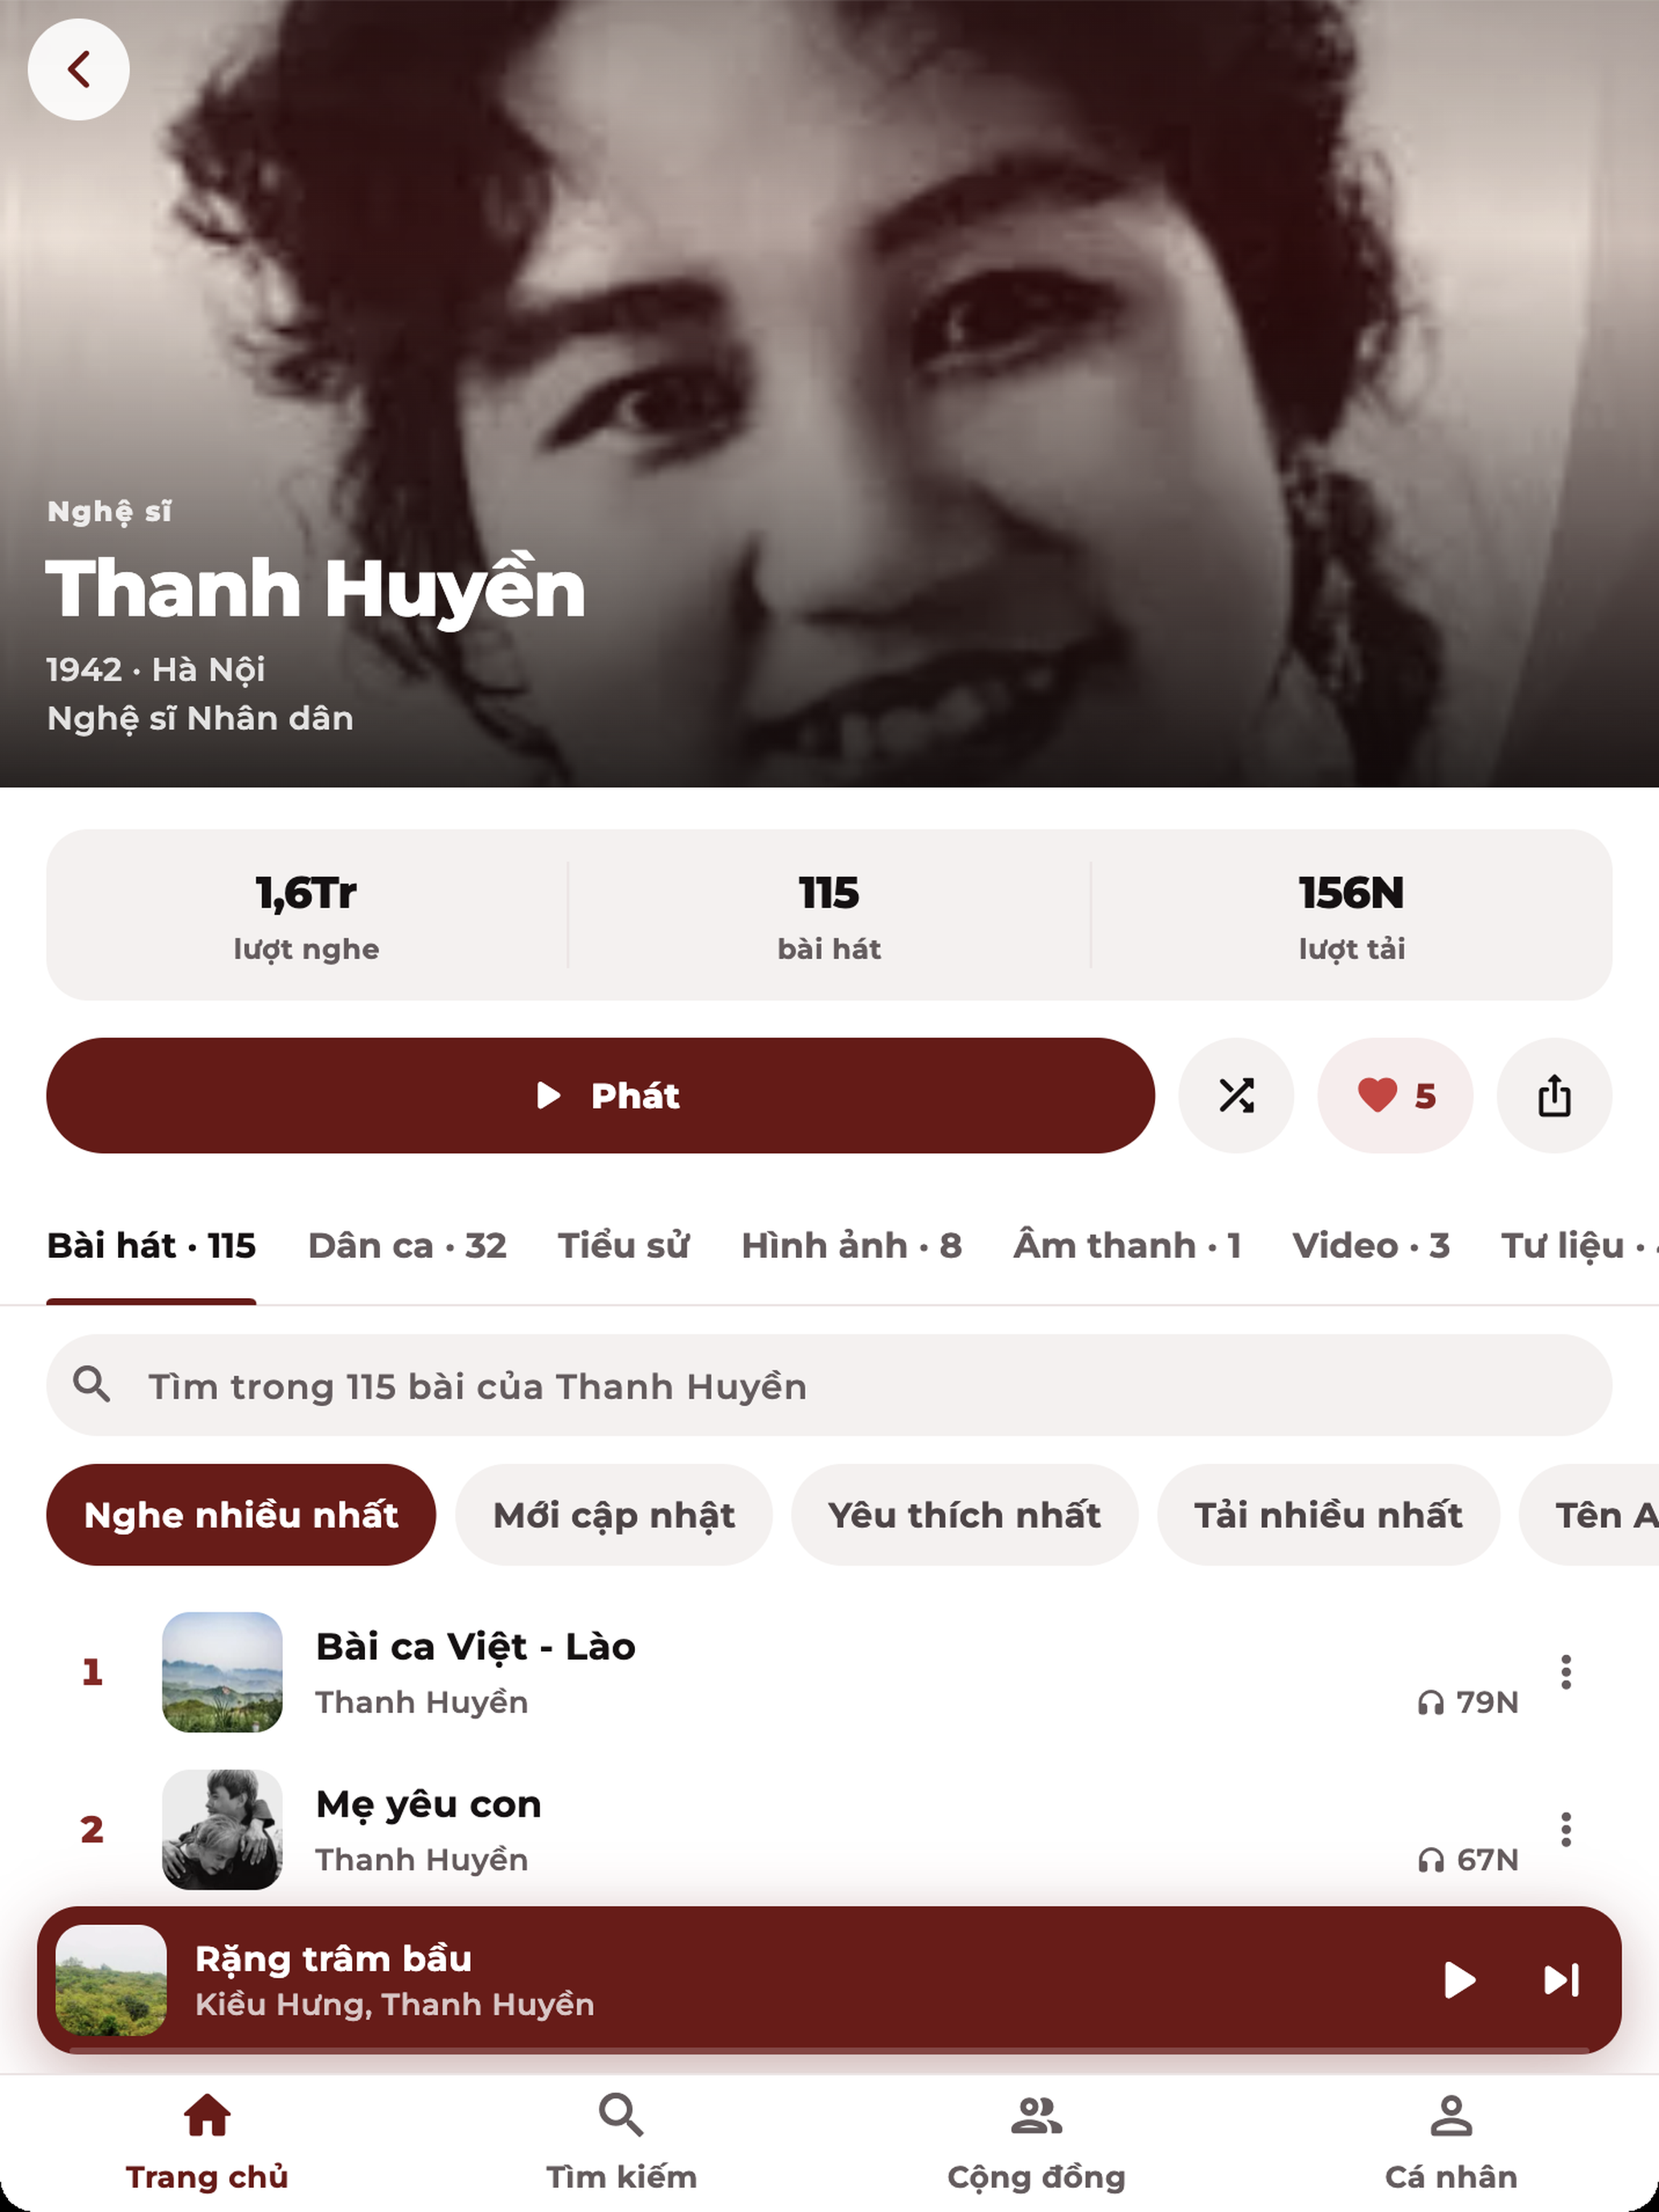 Nghệ sĩ
Thanh Huyền
1942 · Hà Nội
Nghệ sĩ Nhân dân
1,6Tr
lượt nghe
115
bài hát
156N
lượt tải
Phát
5
Bài hát · 115
Dân ca · 32
Tiểu sử
Hình ảnh · 8
Âm thanh · 1
Video · 3
Tư liệu ·
Tìm trong 115 bài của Thanh Huyền
Nghe nhiều nhất
Mới cập nhật
Yêu thích nhất
Tải nhiều nhất
Tên A
1
Bài ca Việt - Lào
Thanh Huyền
79N
2
Mẹ yêu con
Thanh Huyền
67N
Rặng trâm bầu
Kiều Hưng, Thanh Huyền
Trang chủ
Tìm kiếm
Cộng đồng
Cá nhân